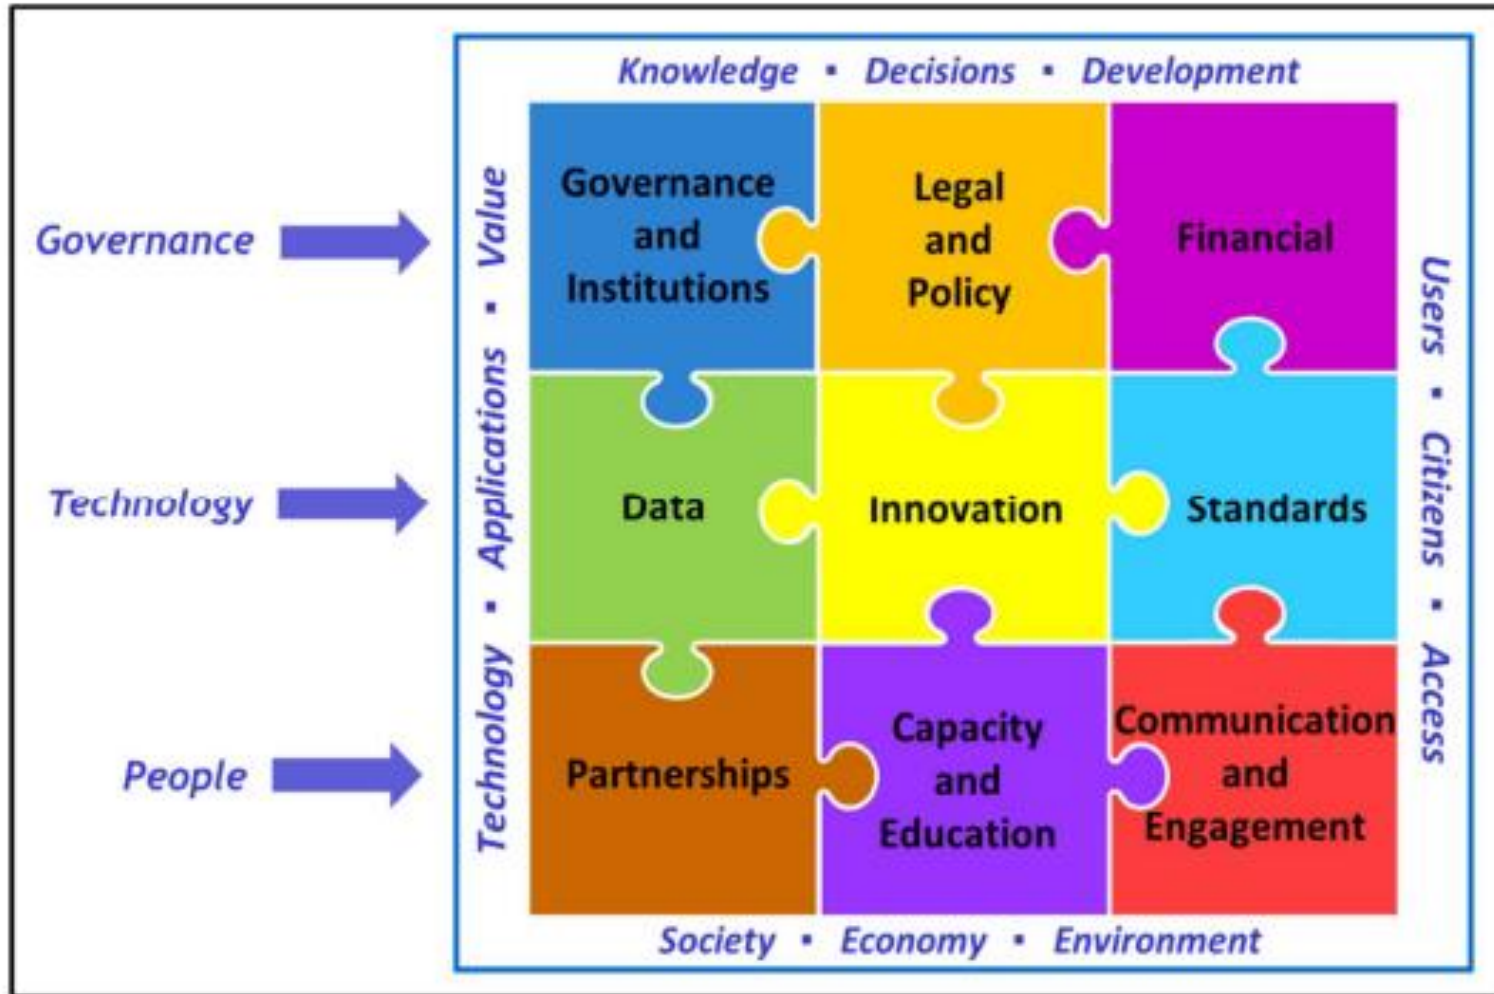 Knowledge ▪ Decisions ▪ Development
Governance
Technology
People
Technology ▪ Applications ▪ Value
Governance
and
Institutions
Legal
and
Policy
Financial
Data
Innovation
Standards
Partnerships
Capacity
and
Education
Communication
and
Engagement
Users ▪ Citizens ▪ Access
Society ▪ Economy ▪ Environment